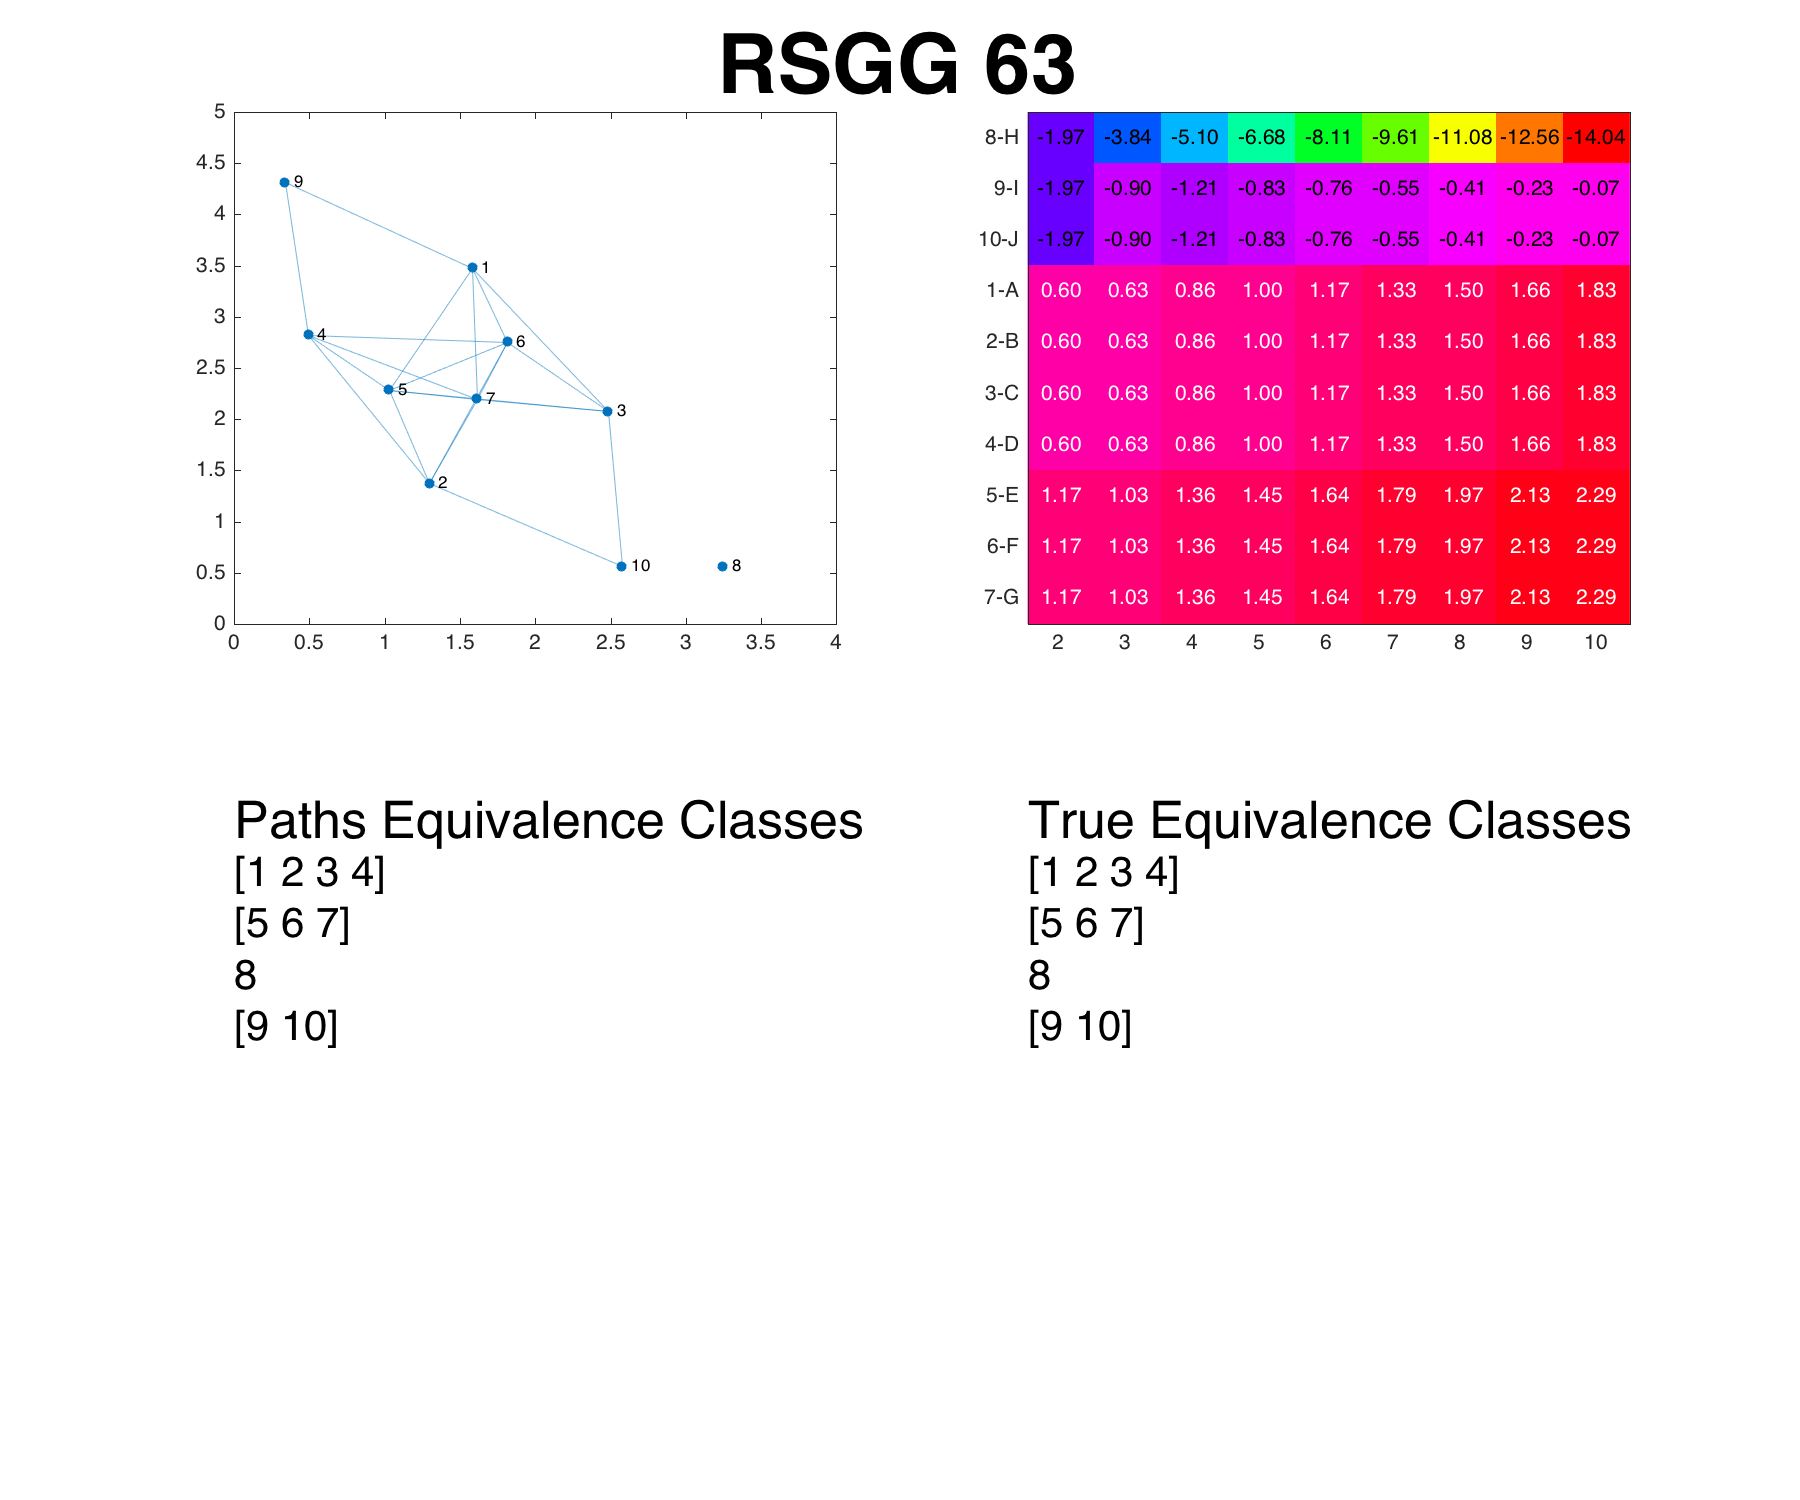 RSGG 63
5
4.5
4
3.5
3
2.5
2
1.5
1
0.5
0
0 0.5 1 1.5 2 2.5 3 3.5 4
9
1
4
6
5
7
3
2
10
8
8-H -1.97 -3.84 -5.10 -6.68 -8.11 -9.61 -11.08 -12.56 -14.04
9-I -1.97 -0.90 -1.21 -0.83 -0.76 -0.55 -0.41 -0.23 -0.07
10-J -1.97 -0.90 -1.21 -0.83 -0.76 -0.55 -0.41 -0.23 -0.07
1-A 0.60 0.63 0.86 1.00 1.17 1.33 1.50 1.66 1.83
2-B 0.60 0.63 0.86 1.00 1.17 1.33 1.50 1.66 1.83
3-C 0.60 0.63 0.86 1.00 1.17 1.33 1.50 1.66 1.83
4-D 0.60 0.63 0.86 1.00 1.17 1.33 1.50 1.66 1.83
5-E 1.17 1.03 1.36 1.45 1.64 1.79 1.97 2.13 2.29
6-F 1.17 1.03 1.36 1.45 1.64 1.79 1.97 2.13 2.29
7-G 1.17 1.03 1.36 1.45 1.64 1.79 1.97 2.13 2.29
2 3 4 5 6 7 8 9 10
Paths Equivalence Classes
[1 2 3 4]
[5 6 7]
8
[9 10]
True Equivalence Classes
[1 2 3 4]
[5 6 7]
8
[9 10]